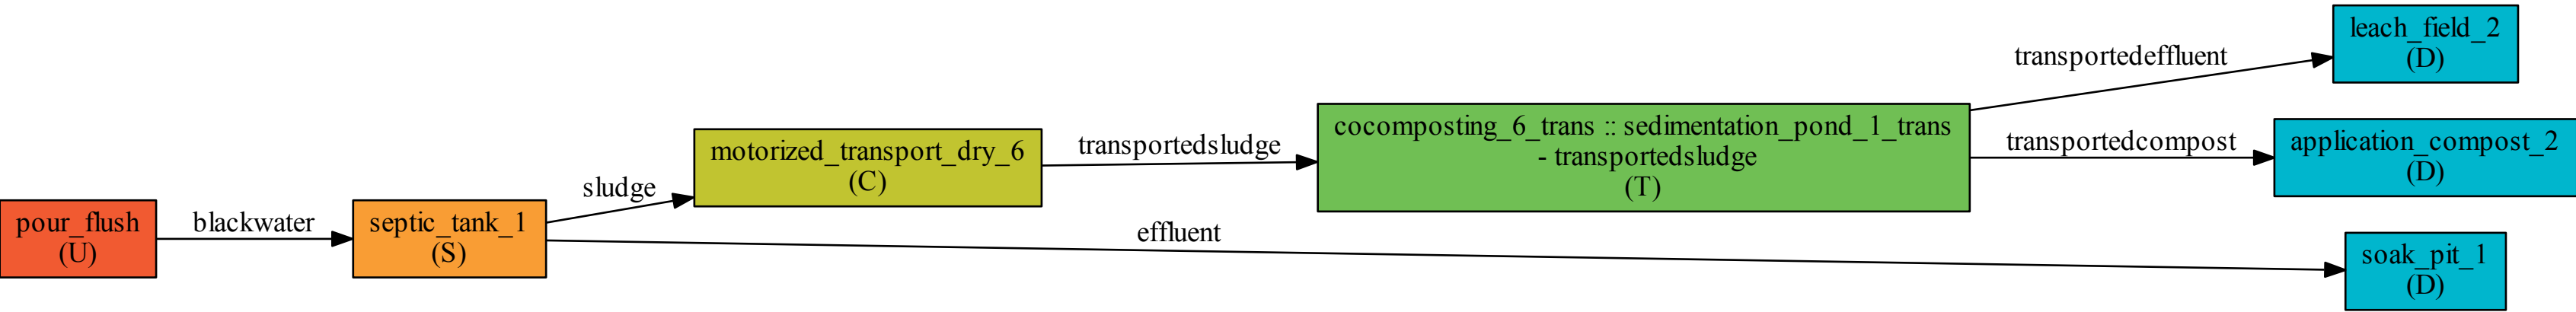 pour_flush
(U)
blackwater
septic_tank_1
(S)
sludge
motorized_transport_dry_6
(C)
transportedsludge
cocomposting_6_trans :: sedimentation_pond_1_trans
- transportedsludge
(T)
transportedeffluent
leach_field_2
(D)
transportedcompost
application_compost_2
(D)
effluent
soak_pit_1
(D)